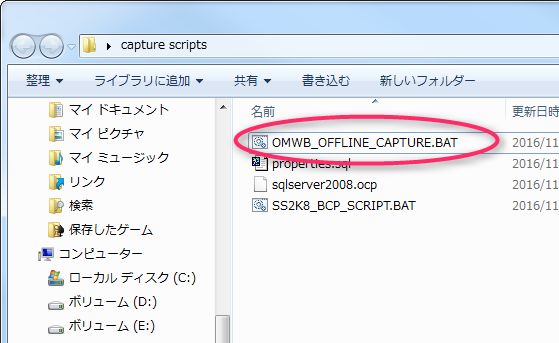 capture scripts
整理 ライブラリに追加 共有 書き込む 新しいフォルダー
マイ ドキュメント
マイ ピクチャ
マイ ミュージック
リンク
検索
保存したゲーム
コンピューター
ローカル ディスク (C:)
ボリューム (D:)
ボリューム (E:)
名前 更新日時
OMWB_OFFLINE_CAPTURE.BAT 2016/11
properties.sql 2016/11
sqlserver2008.ocp 2016/11
SS2K8_BCP_SCRIPT.BAT 2016/11